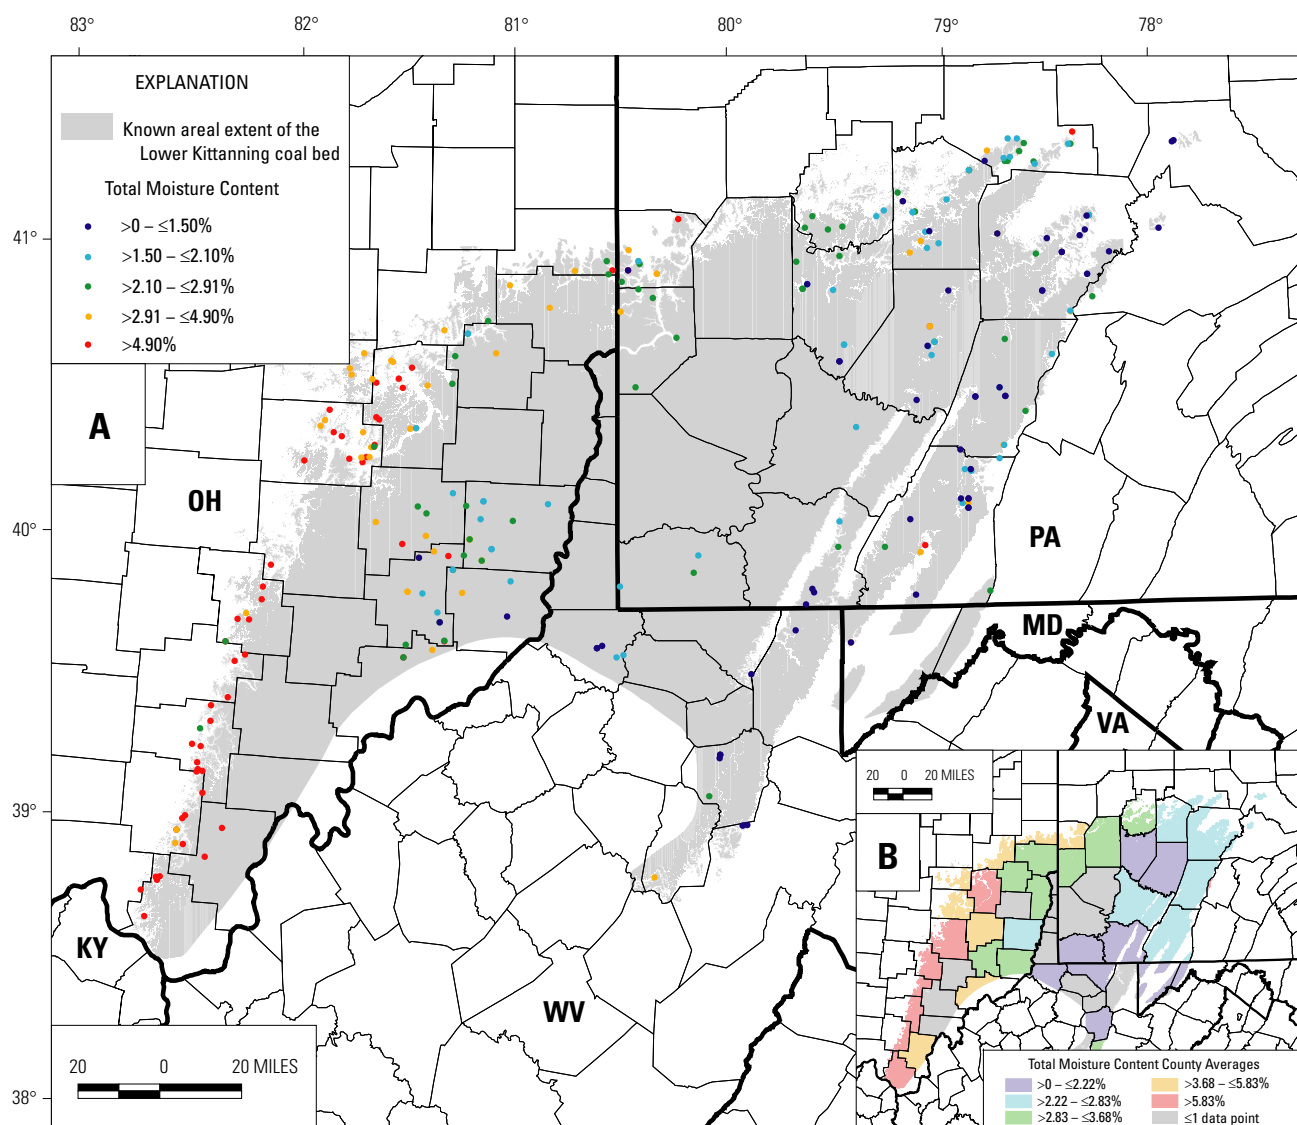 83° 82° 81° 80° 79° 78°
EXPLANATION
Known areal extent of the
Lower Kittanning coal bed
Total Moisture Content
>0 – ≤1.50%
>1.50 – ≤2.10%
>2.10 – ≤2.91%
>2.91 – ≤4.90%
>4.90%
41°
A
OH
40°
PA
MD
VA
39°
KY
WV
38°
20 0 20 MILES
20 0 20 MILES
B
Total Moisture Content County Averages
>0 – ≤2.22% >3.68 – ≤5.83%
>2.22 – ≤2.83% >5.83%
>2.83 – ≤3.68% ≤1 data point